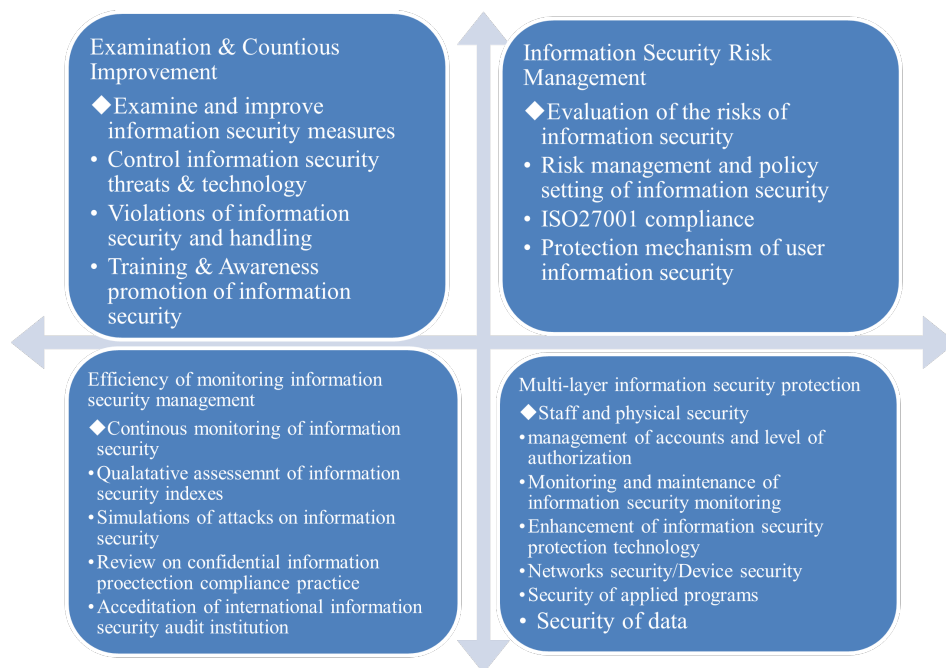 Examination & Countious
Improvement
◆Examine and improve
information security measures
• Control information security
threats & technology
• Violations of information
security and handling
• Training & Awareness
promotion of information
security
Information Security Risk
Management
◆Evaluation of the risks of
information security
• Risk management and policy
setting of information security
• ISO27001 compliance
• Protection mechanism of user
information security
Efficiency of monitoring information
security management
◆Continous monitoring of information
security
•Qualatative assessemnt of information
security indexes
•Simulations of attacks on information
security
•Review on confidential information
proectection compliance practice
•Acceditation of international information
security audit institution
Multi-layer information security protection
◆Staff and physical security
•management of accounts and level of
authorization
•Monitoring and maintenance of
information security monitoring
•Enhancement of information security
protection technology
•Networks security/Device security
•Security of applied programs
• Security of data